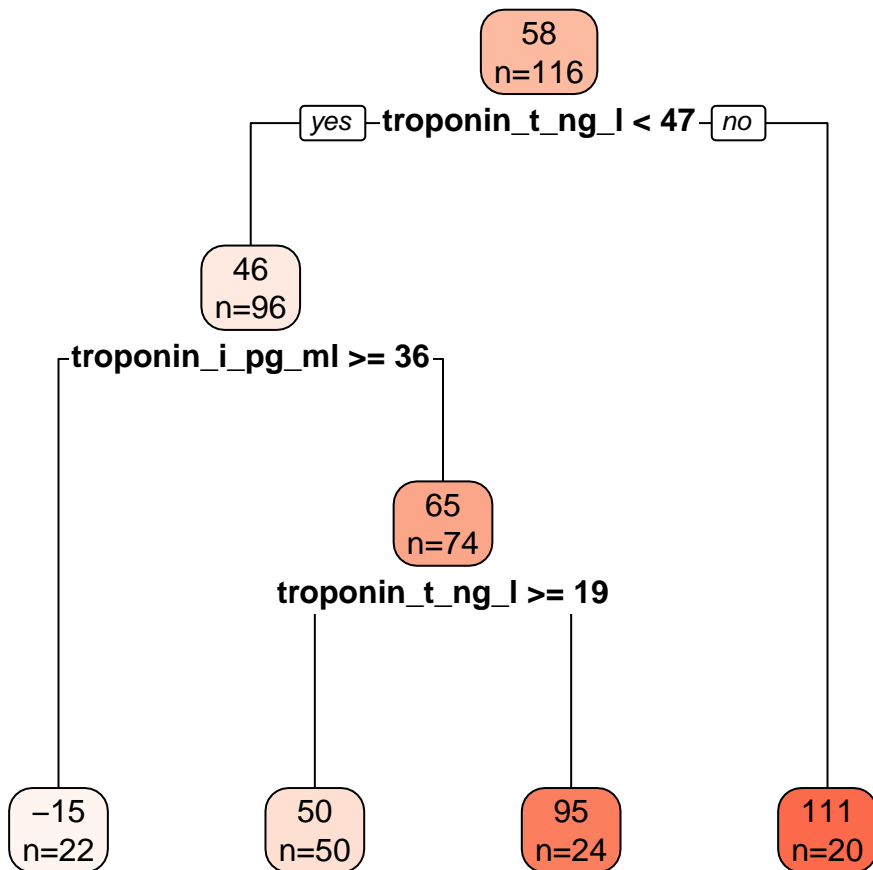 58
n=116
yes troponin_t_ng_l < 47 no
46
n=96
troponin_i_pg_ml >= 36
65
n=74
troponin_t_ng_l >= 19
−15
n=22
50
n=50
95
n=24
111
n=20